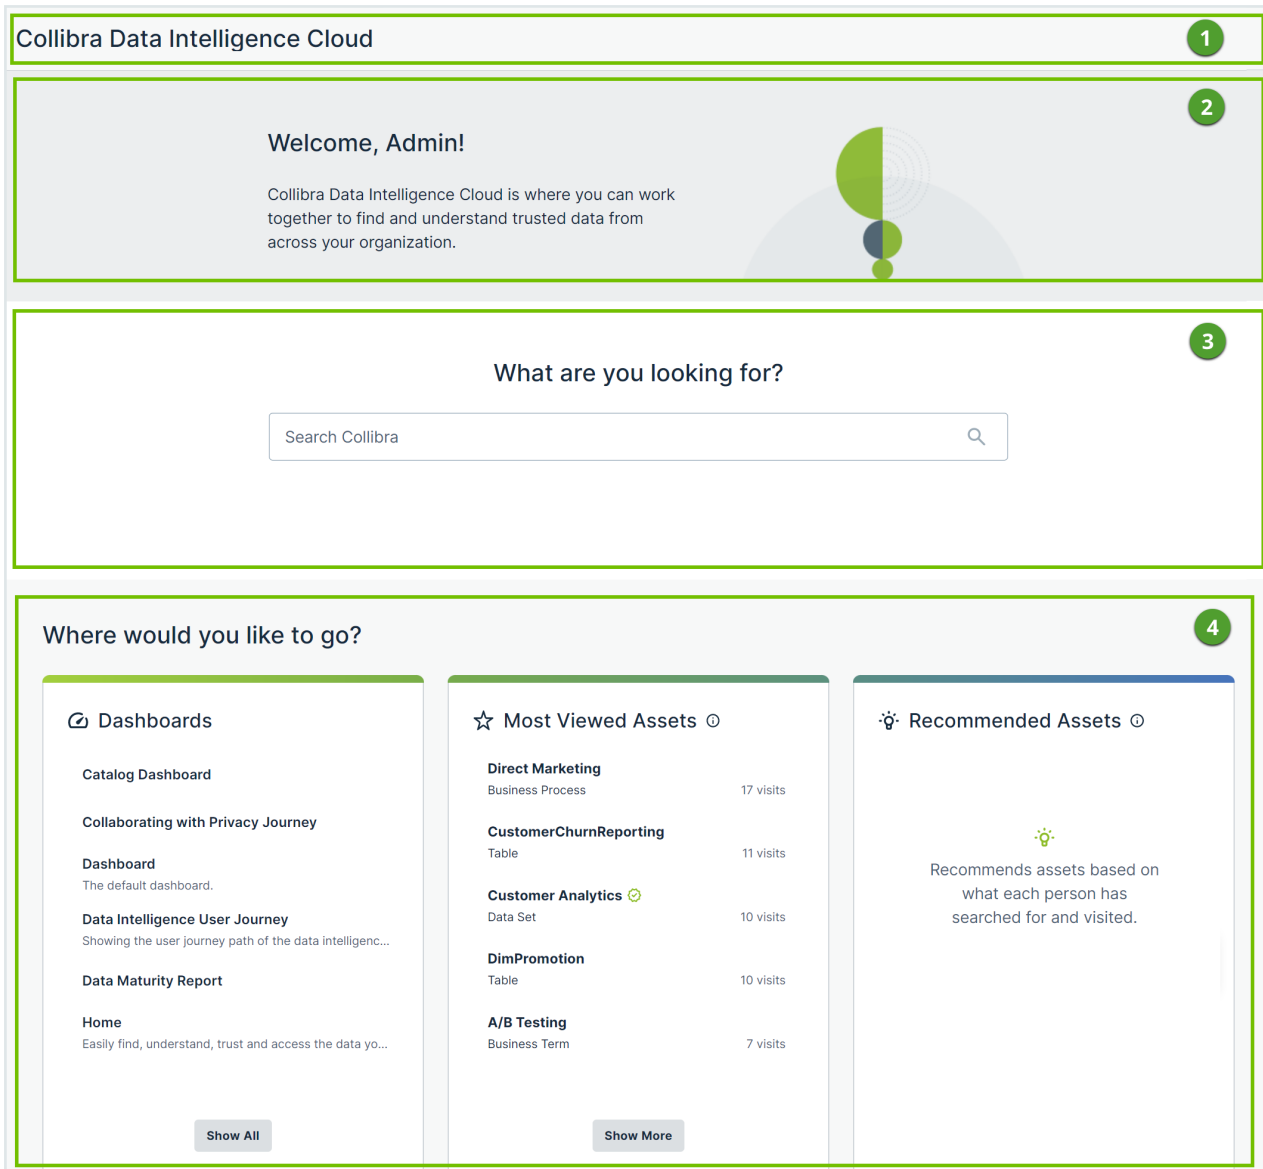 Collibra Data Intelligence Cloud
1
2
Welcome, Admin!
Collibra Data Intelligence Cloud is where you can work
together to find and understand trusted data from
across your organization.
3
What are you looking for?
Search Collibra
4
Where would you like to go?
Dashboards
Catalog Dashboard
Collaborating with Privacy Journey
Dashboard
The default dashboard.
Data Intelligence User Journey
Showing the user journey path of the data intelligenc...
Data Maturity Report
Home
Easily find, understand, trust and access the data yo...
Show All
Most Viewed Assets
Direct Marketing
Business Process 17 visits
CustomerChurnReporting
Table 11 visits
Customer Analytics
Data Set 10 visits
DimPromotion
Table 10 visits
A/B Testing
Business Term 7 visits
Show More
Recommended Assets
Recommends assets based on
what each person has
searched for and visited.